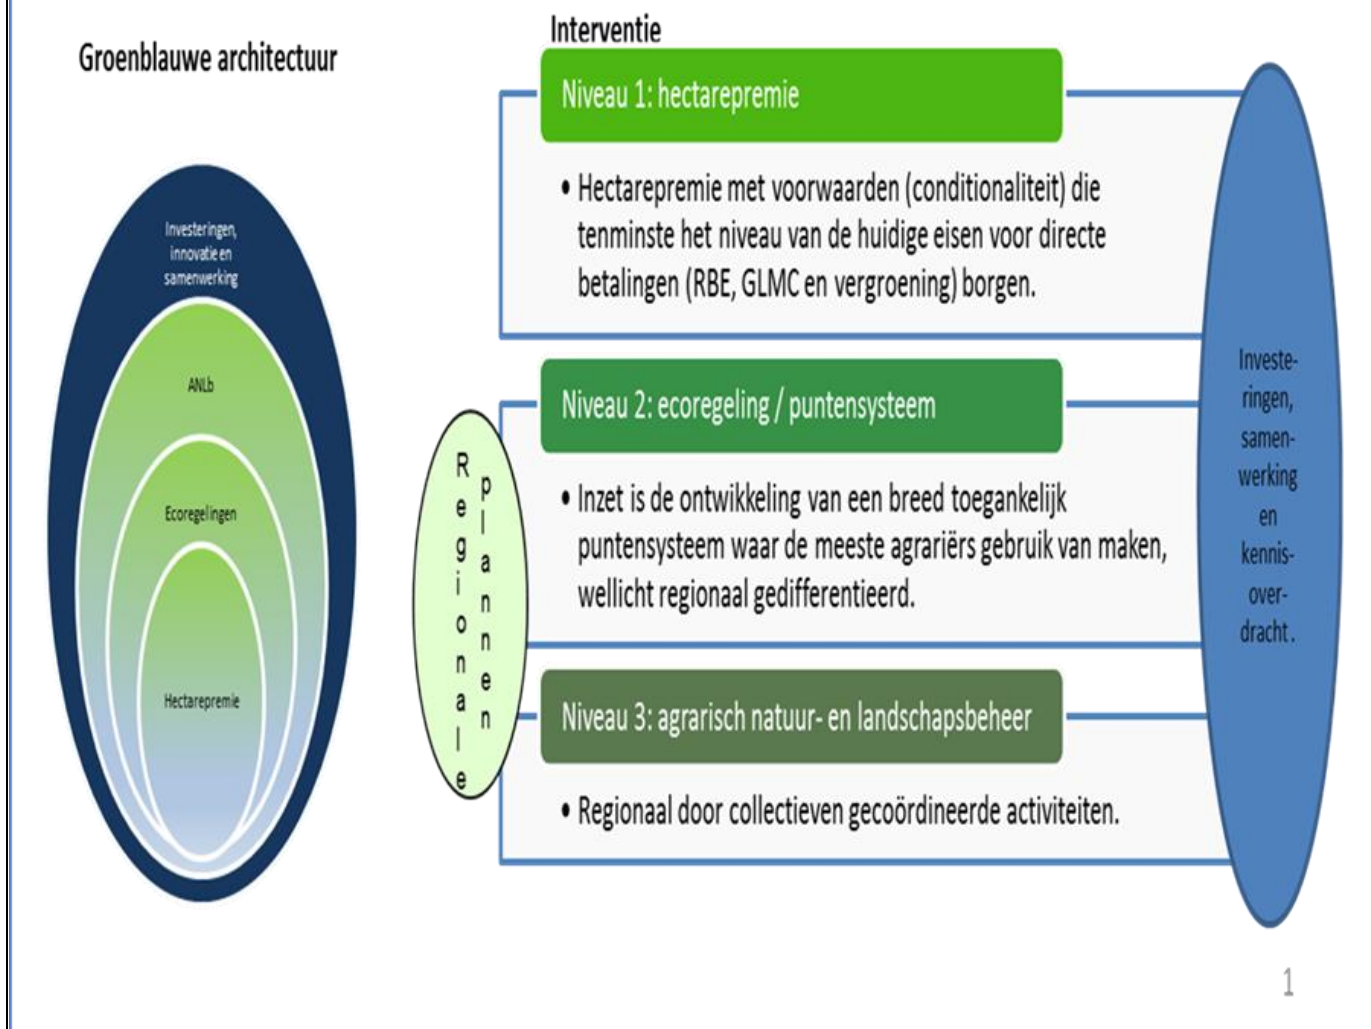 Groenblauwe architectuur
Investeringen,
innovatie en
samenwerking
ANLb
Ecoregelingen
Hectarepremie
Interventie
Niveau 1: hectarepremie
• Hectarepremie met voorwaarden (conditionaliteit) die
tenminste het niveau van de huidige eisen voor directe
betalingen (RBE, GLMC en vergroening) borgen.
Niveau 2: ecoregeling / puntensysteem
• Inzet is de ontwikkeling van een breed toegankelijk
puntensysteem waar de meeste agrariërs gebruik van maken,
wellicht regionaal gedifferentieerd.
Niveau 3: agrarisch natuur- en landschapsbeheer
• Regionaal door collectieven gecoördineerde activiteiten.
Regionale
plannen
Investe-
ringen,
samen-
werking
en
kennis-
over-
dracht.
1